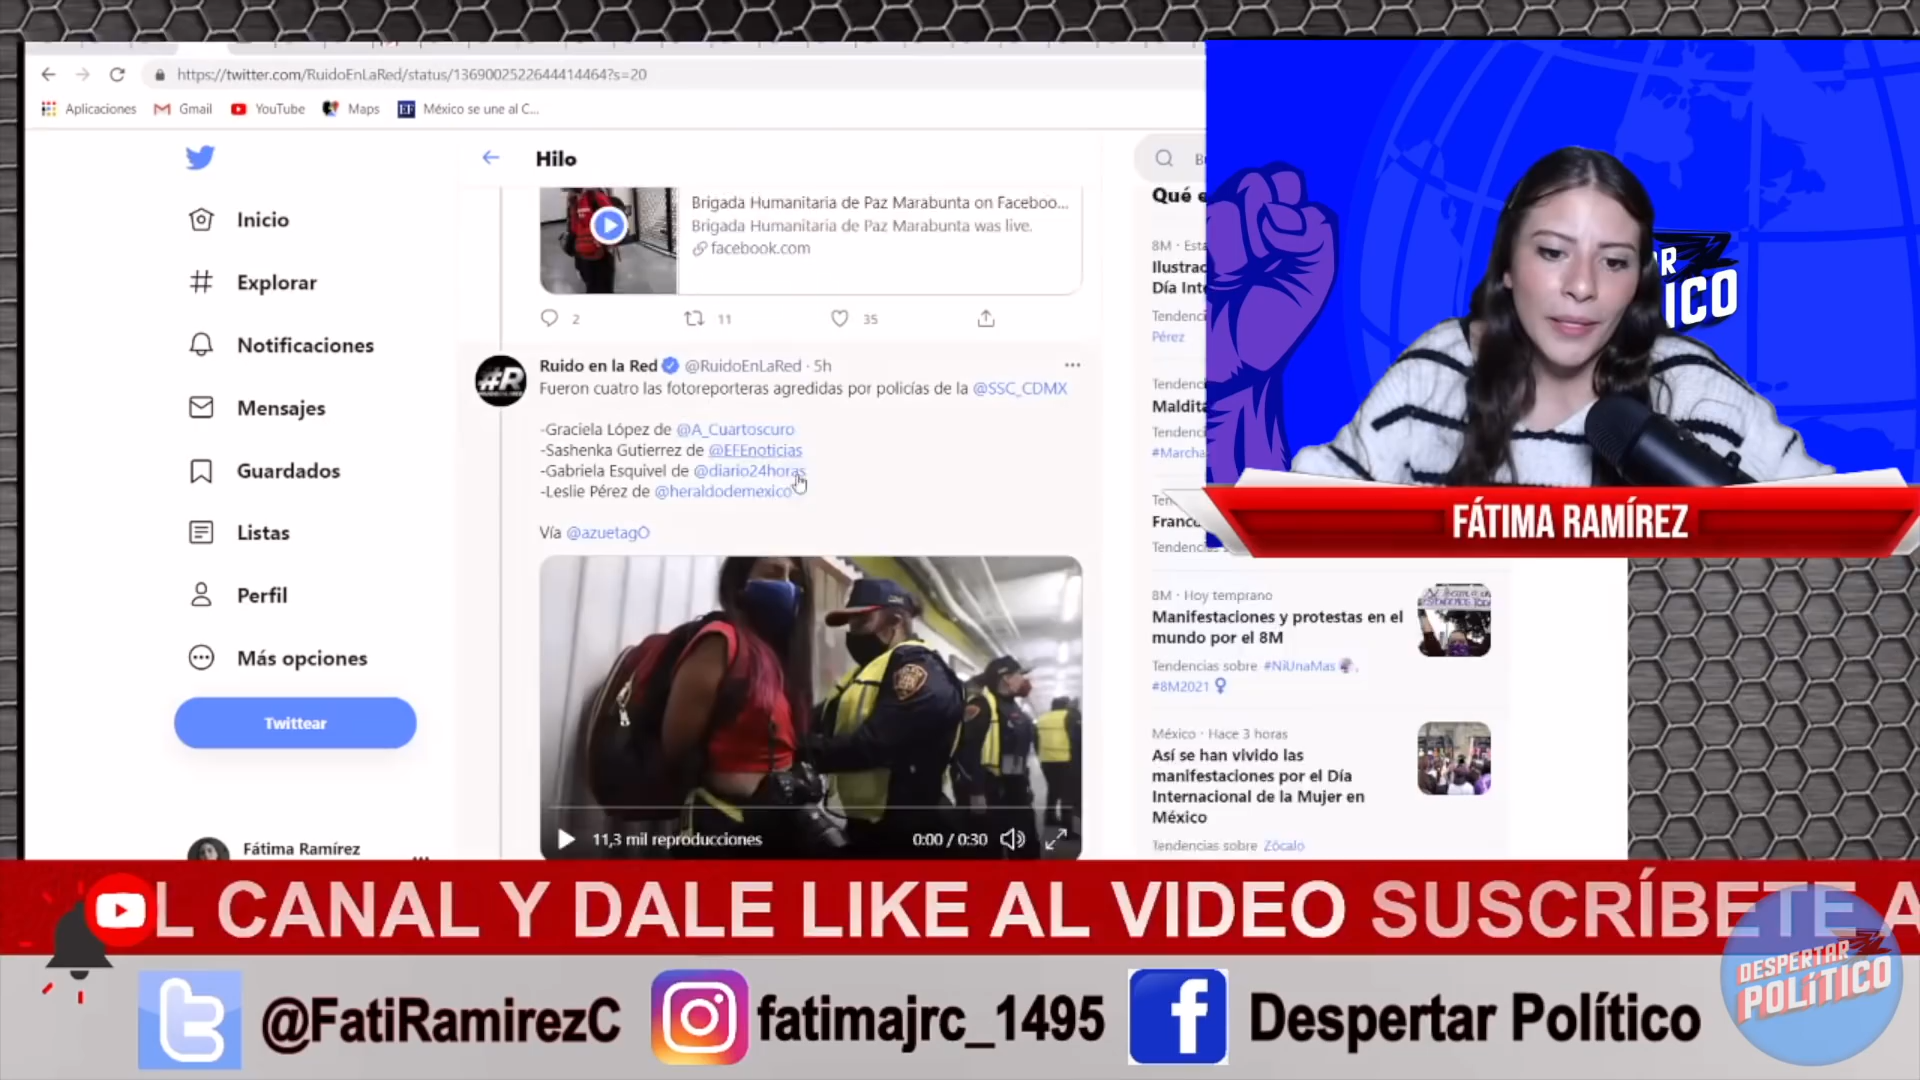 https://twitter.com/RuidoEnLaRed/status/1369002522644414464?s=20
Aplicaciones
Gmail
YouTube
Maps
EF
México se une al C...
Hilo
Inicio
Explorar
Notificaciones
Mensajes
Guardados
Listas
Perfil
Más opciones
Twittear
Fátima Ramírez
Brigada Humanitaria de Paz Marabunta on Faceboo...
Brigada Humanitaria de Paz Marabunta was live.
facebook.com
2
11
35
#R
Ruido en la Red @RuidoEnLaRed · 5h
Fueron cuatro las fotoreporteras agredidas por policías de la @SSC_CDMX
-Graciela López de @A_Cuartoscuro
-Sashenka Gutierrez de @EFEnoticias
-Gabriela Esquivel de @diario24horas
-Leslie Pérez de @heraldodemexico
Vía @azuetagO
11,3 mil reproducciones
0:00 / 0:30
Qué
8M
Pérez
8M · Hoy temprano
Manifestaciones y protestas en el
mundo por el 8M
Tendencias sobre #NiUnaMas,
#8M2021
México · Hace 3 horas
Así se han vivido las
manifestaciones por el Día
Internacional de la Mujer en
México
Tendencias sobre Zócalo
FÁTIMA RAMÍREZ
L CANAL Y DALE LIKE AL VIDEO SUSCRÍBETE A
@FatiRamirezC
fatimajrc_1495
Despertar Político
DESPERTAR
POLÍTICO